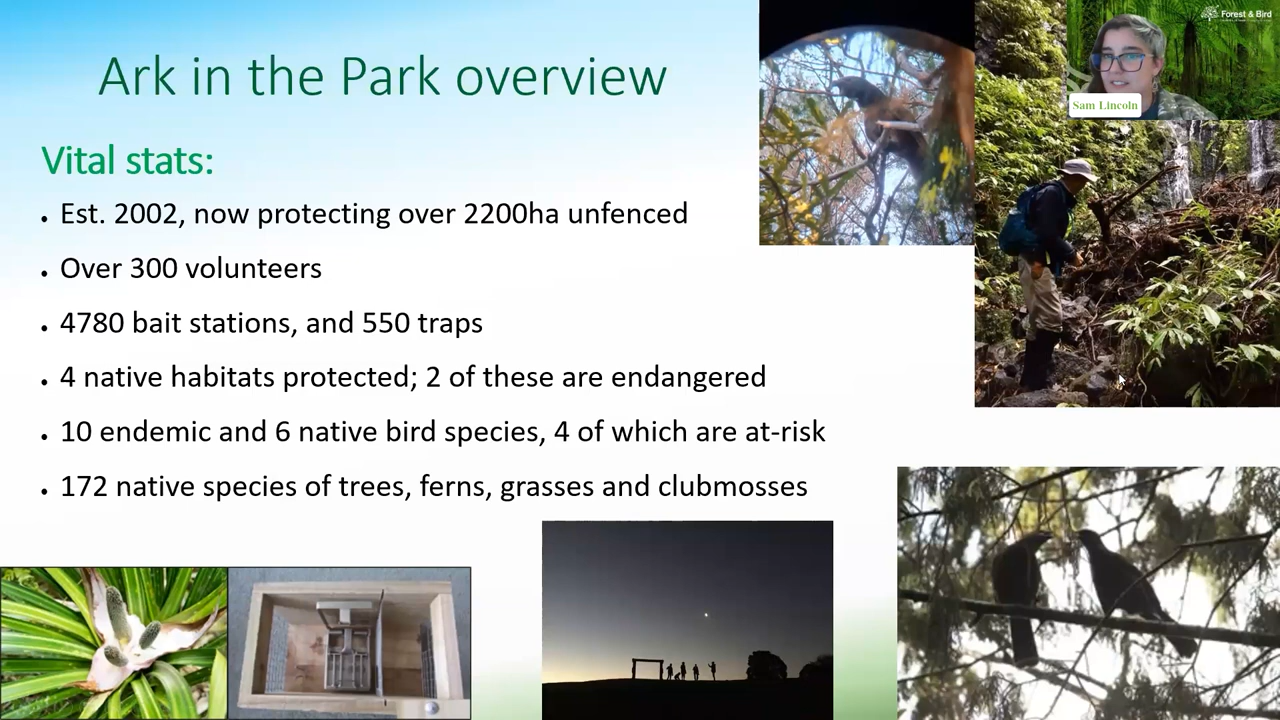 Ark in the Park overview
Vital stats:
• Est. 2002, now protecting over 2200ha unfenced
• Over 300 volunteers
• 4780 bait stations, and 550 traps
• 4 native habitats protected; 2 of these are endangered
• 10 endemic and 6 native bird species, 4 of which are at-risk
• 172 native species of trees, ferns, grasses and clubmosses
Forest & Bird
Sam Lincoln